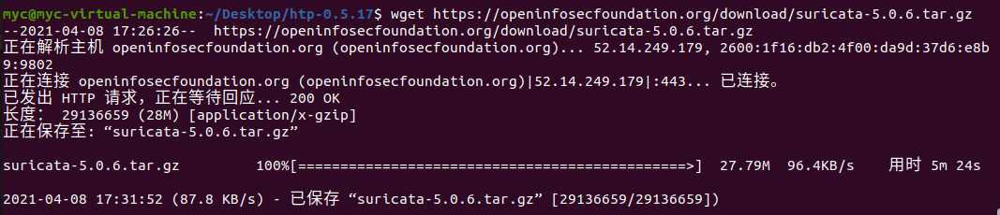 myc@myc-virtual-machine:~/Desktop/htp-0.5.17$ wget https://openinfosecfoundation.org/download/suricata-5.0.6.tar.gz
--2021-04-08 17:26:26--  https://openinfosecfoundation.org/download/suricata-5.0.6.tar.gz
正在解析主机 openinfosecfoundation.org (openinfosecfoundation.org)... 52.14.249.179, 2600:1f16:db2:4f00:da9d:37d6:e8b
9:9802
正在连接 openinfosecfoundation.org (openinfosecfoundation.org)|52.14.249.179|:443... 已连接。
已发出 HTTP 请求，正在等待回应... 200 OK
长度： 29136659 (28M) [application/x-gzip]
正在保存至: “suricata-5.0.6.tar.gz”
suricata-5.0.6.tar.gz         100%[==============================================>]  27.79M  96.4KB/s    用时 5m 24s
2021-04-08 17:31:52 (87.8 KB/s) - 已保存 “suricata-5.0.6.tar.gz” [29136659/29136659])